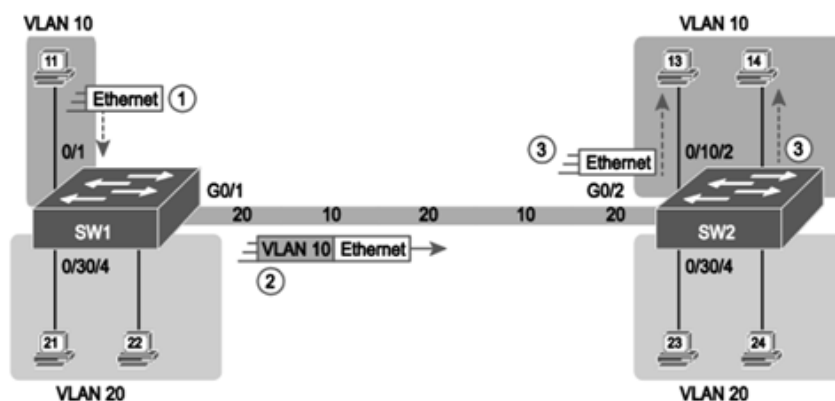 VLAN 10
VLAN 10
11
13
14
Ethernet
1
3
Ethernet
0/1
0/10/2
3
G0/1
G0/2
20 10 20 10 20
SW1
SW2
VLAN 10 Ethernet
2
0/30/4
0/30/4
21
22
23
24
VLAN 20
VLAN 20